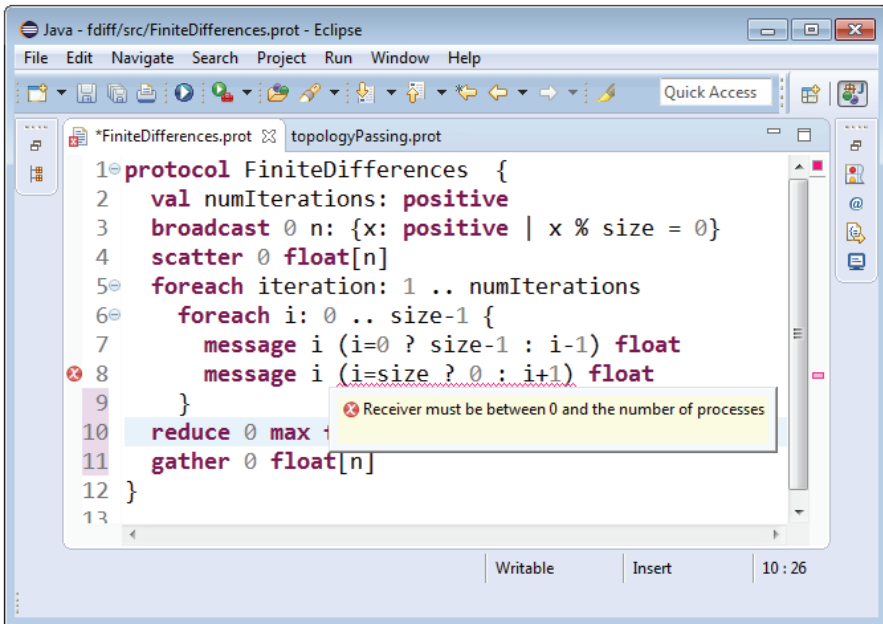 Java - fdiff/src/FiniteDifferences.prot - Eclipse
File Edit Navigate Search Project Run Window Help
Quick Access
*FiniteDifferences.prot topologyPassing.prot
1 protocol FiniteDifferences {
2 val numIterations: positive
3 broadcast 0 n: {x: positive | x % size = 0}
4 scatter 0 float[n]
5 foreach iteration: 1 .. numIterations
6 foreach i: 0 .. size-1 {
7 message i (i=0 ? size-1 : i-1) float
8 message i (i=size ? 0 : i+1) float
9 }
Receiver must be between 0 and the number of processes
10 reduce 0 max
11 gather 0 float[n]
12 }
13
Writable Insert 10 : 26